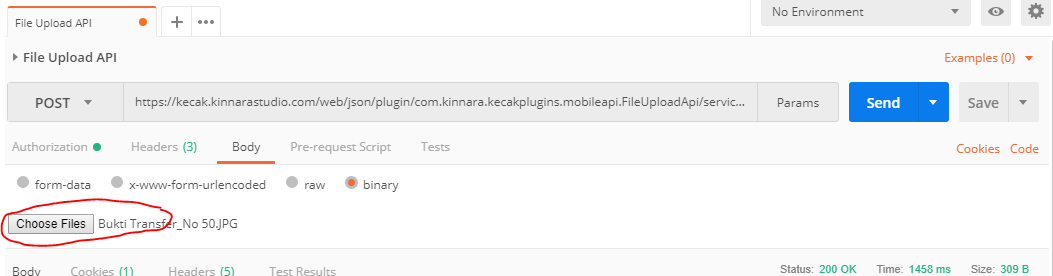 File Upload API
No Environment
File Upload API Examples (0)
POST https://kecak.kinnarastudio.com/web/json/plugin/com.kinnara.kecakplugins.mobileapi.FileUploadApi/servic... Params Send Save
Authorization Headers (3) Body Pre-request Script Tests Cookies Code
form-data x-www-form-urlencoded raw binary
Choose Files Bukti Transfer_No 50.JPG
Body Cookies (1) Headers (5) Test Results Status: 200 OK Time: 1458 ms Size: 309 B